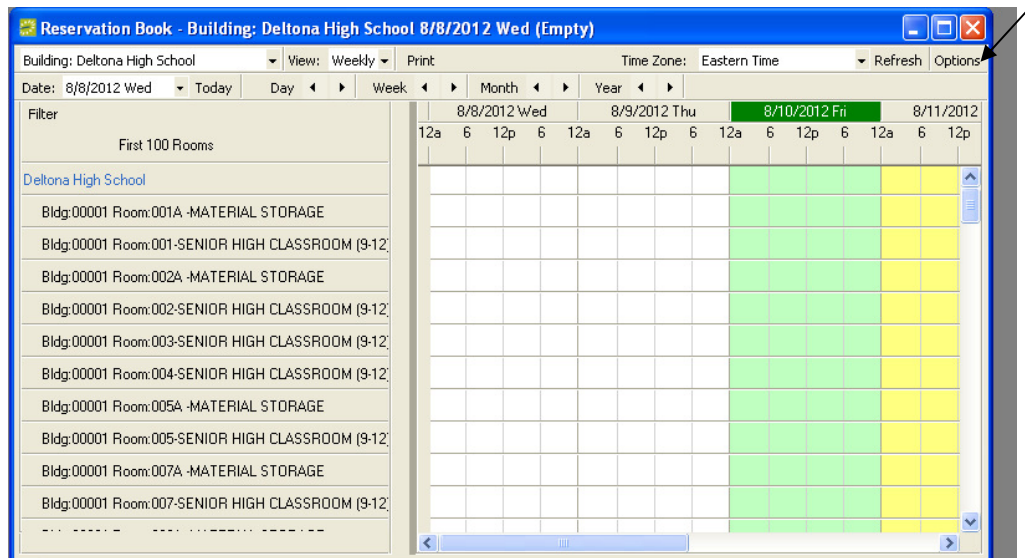 Reservation Book - Building: Deltona High School 8/8/2012 Wed (Empty)
Building: Deltona High School View: Weekly Print Time Zone: Eastern Time Refresh Options
Date: 8/8/2012 Wed Today Day Week Month Year
Filter 8/8/2012 Wed 8/9/2012 Thu 8/10/2012 Fri 8/11/2012
First 100 Rooms 12a 6 12p 6 12a 6 12p 6 12a 6 12p 6 12a 6 12p
Deltona High School
Bldg:00001 Room:001A -MATERIAL STORAGE
Bldg:00001 Room:001-SENIOR HIGH CLASSROOM (9-12)
Bldg:00001 Room:002A -MATERIAL STORAGE
Bldg:00001 Room:002-SENIOR HIGH CLASSROOM (9-12)
Bldg:00001 Room:003-SENIOR HIGH CLASSROOM (9-12)
Bldg:00001 Room:004-SENIOR HIGH CLASSROOM (9-12)
Bldg:00001 Room:005A -MATERIAL STORAGE
Bldg:00001 Room:005-SENIOR HIGH CLASSROOM (9-12)
Bldg:00001 Room:007A -MATERIAL STORAGE
Bldg:00001 Room:007-SENIOR HIGH CLASSROOM (9-12)